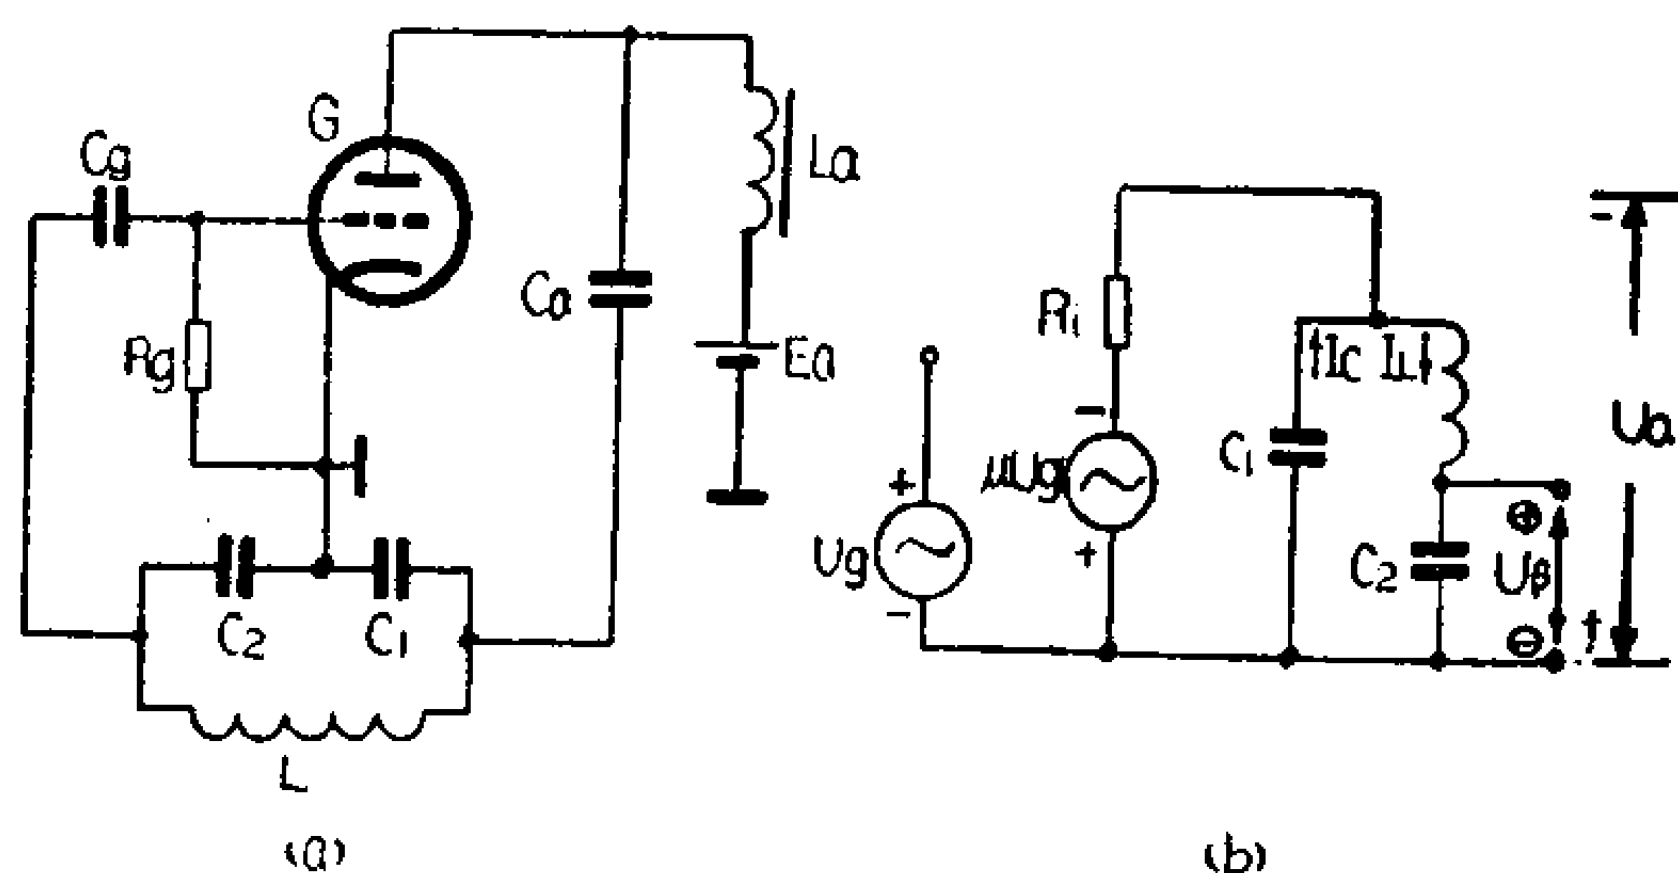 G
Cg
La
Ca
Rg
Ea
C2
C1
L
(a)
Ri
- μUg +
+ Ug -
IC IL
C1
C2
⊕ Uβ ⊖
- Ua +
(b)